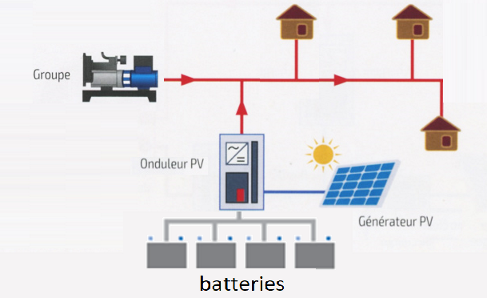 Groupe
Onduleur PV
Générateur PV
batteries